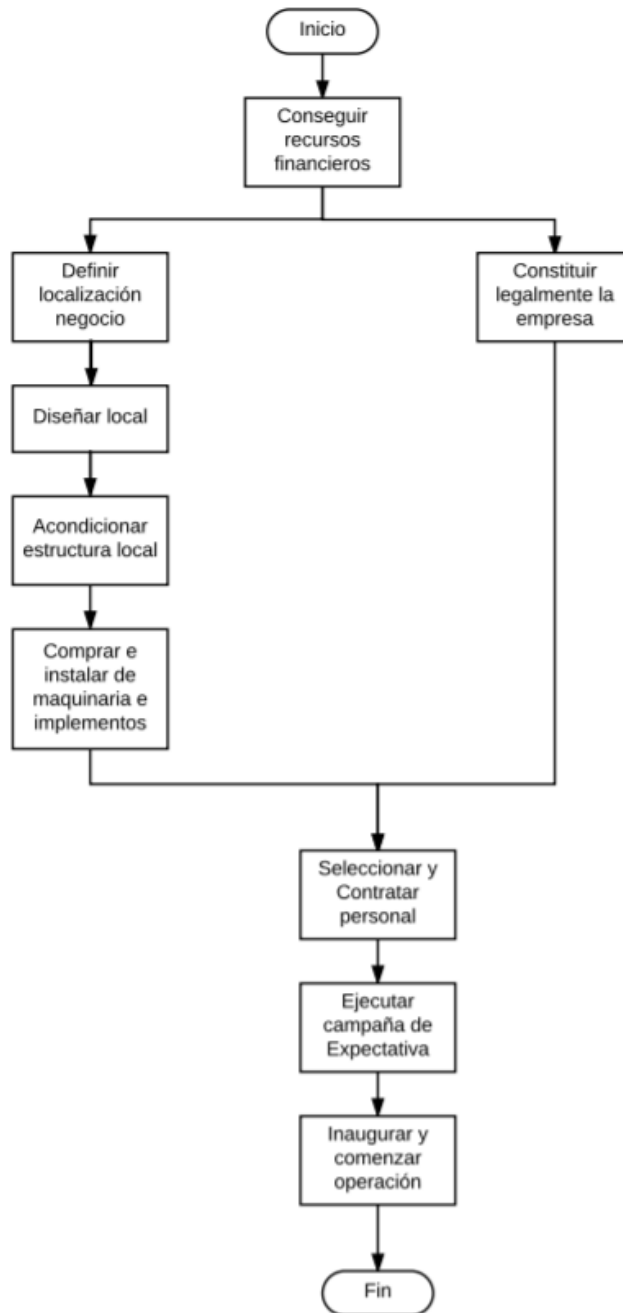 Inicio
Conseguir
recursos
financieros
Definir
localización
negocio
Constituir
legalmente la
empresa
Diseñar local
Acondicionar
estructura local
Comprar e
instalar de
maquinaria e
implementos
Seleccionar y
Contratar
personal
Ejecutar
campaña de
Expectativa
Inaugurar y
comenzar
operación
Fin